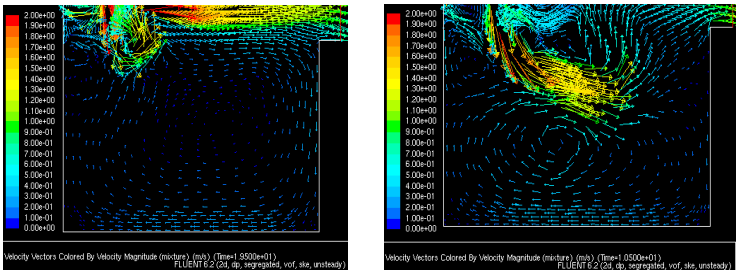 2.00e+00
1.90e+00
1.80e+00
1.70e+00
1.60e+00
1.50e+00
1.40e+00
1.30e+00
1.20e+00
1.10e+00
1.00e+00
9.00e-01
8.00e-01
7.00e-01
6.00e-01
5.00e-01
4.00e-01
3.00e-01
2.00e-01
1.00e-01
0.00e+00
Velocity Vectors Colored By Velocity Magnitude (mixture) (m/s) (Time=1.9500e+01)
FLUENT 6.2 (2d, dp, segregated, vof, ske, unsteady)
2.00e+00
1.90e+00
1.80e+00
1.70e+00
1.60e+00
1.50e+00
1.40e+00
1.30e+00
1.20e+00
1.10e+00
1.00e+00
9.00e-01
8.00e-01
7.00e-01
6.00e-01
5.00e-01
4.00e-01
3.00e-01
2.00e-01
1.00e-01
0.00e+00
Velocity Vectors Colored By Velocity Magnitude (mixture) (m/s) (Time=1.0500e+01)
FLUENT 6.2 (2d, dp, segregated, vof, ske, unsteady)